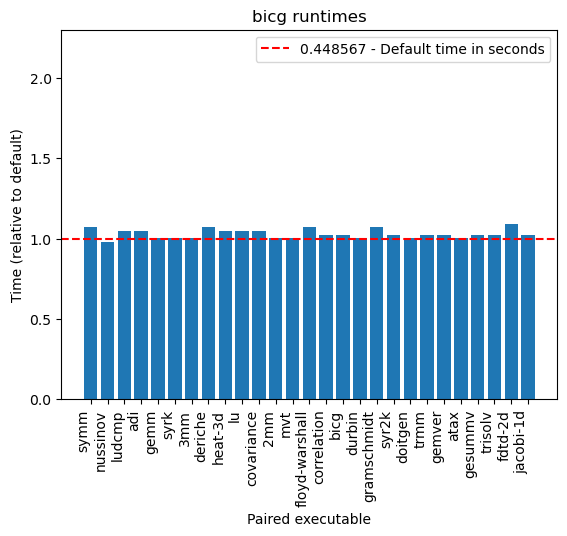 bicg runtimes
0.448567 - Default time in seconds
Time (relative to default)
2.0
1.5
1.0
0.5
0.0
symm
nussinov
ludcmp
adi
gemm
syrk
3mm
deriche
heat-3d
lu
covariance
2mm
mvt
floyd-warshall
correlation
bicg
durbin
gramschmidt
syr2k
doitgen
trmm
gemver
atax
gesummv
trisolv
fdtd-2d
jacobi-1d
Paired executable